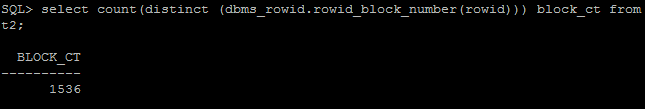 SQL> select count(distinct (dbms_rowid.rowid_block_number(rowid))) block_ct from
t2;
BLOCK_CT
----------
1536